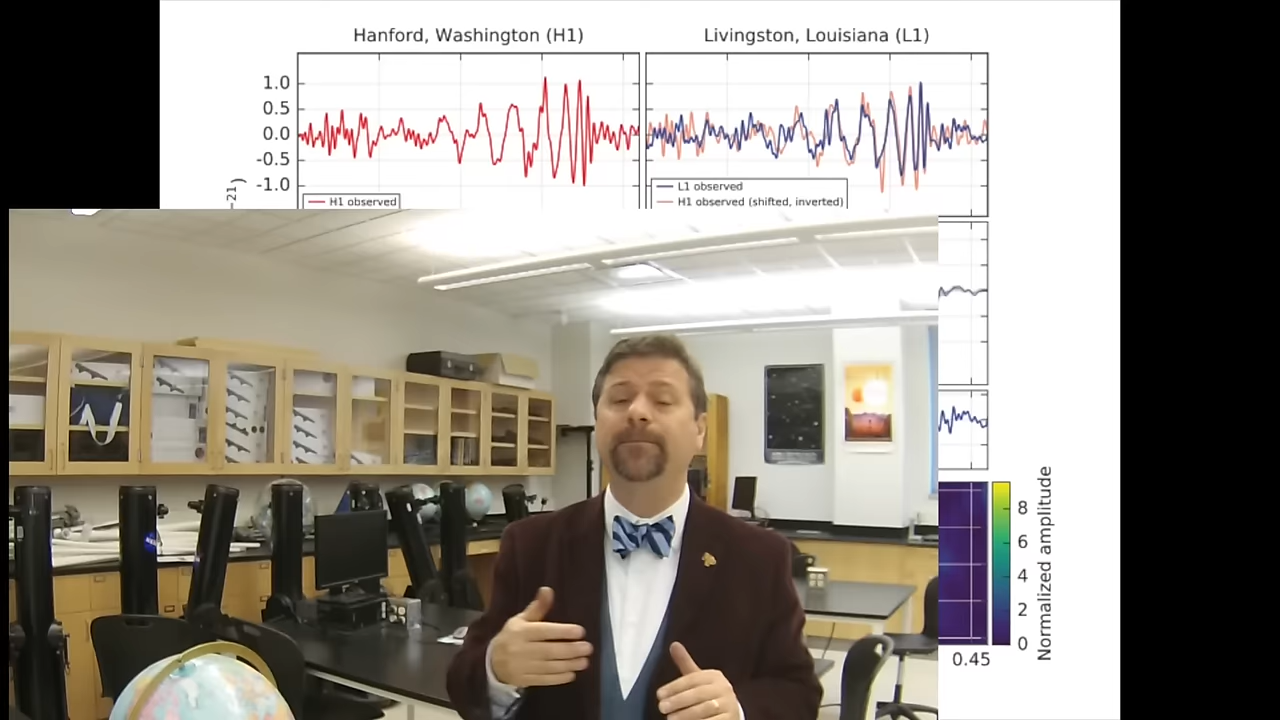 Hanford, Washington (H1)
Livingston, Louisiana (L1)
1.0
0.5
0.0
-0.5
-1.0
−21)
H1 observed
L1 observed
H1 observed (shifted, inverted)
8
6
4
2
0
Normalized amplitude
0.45